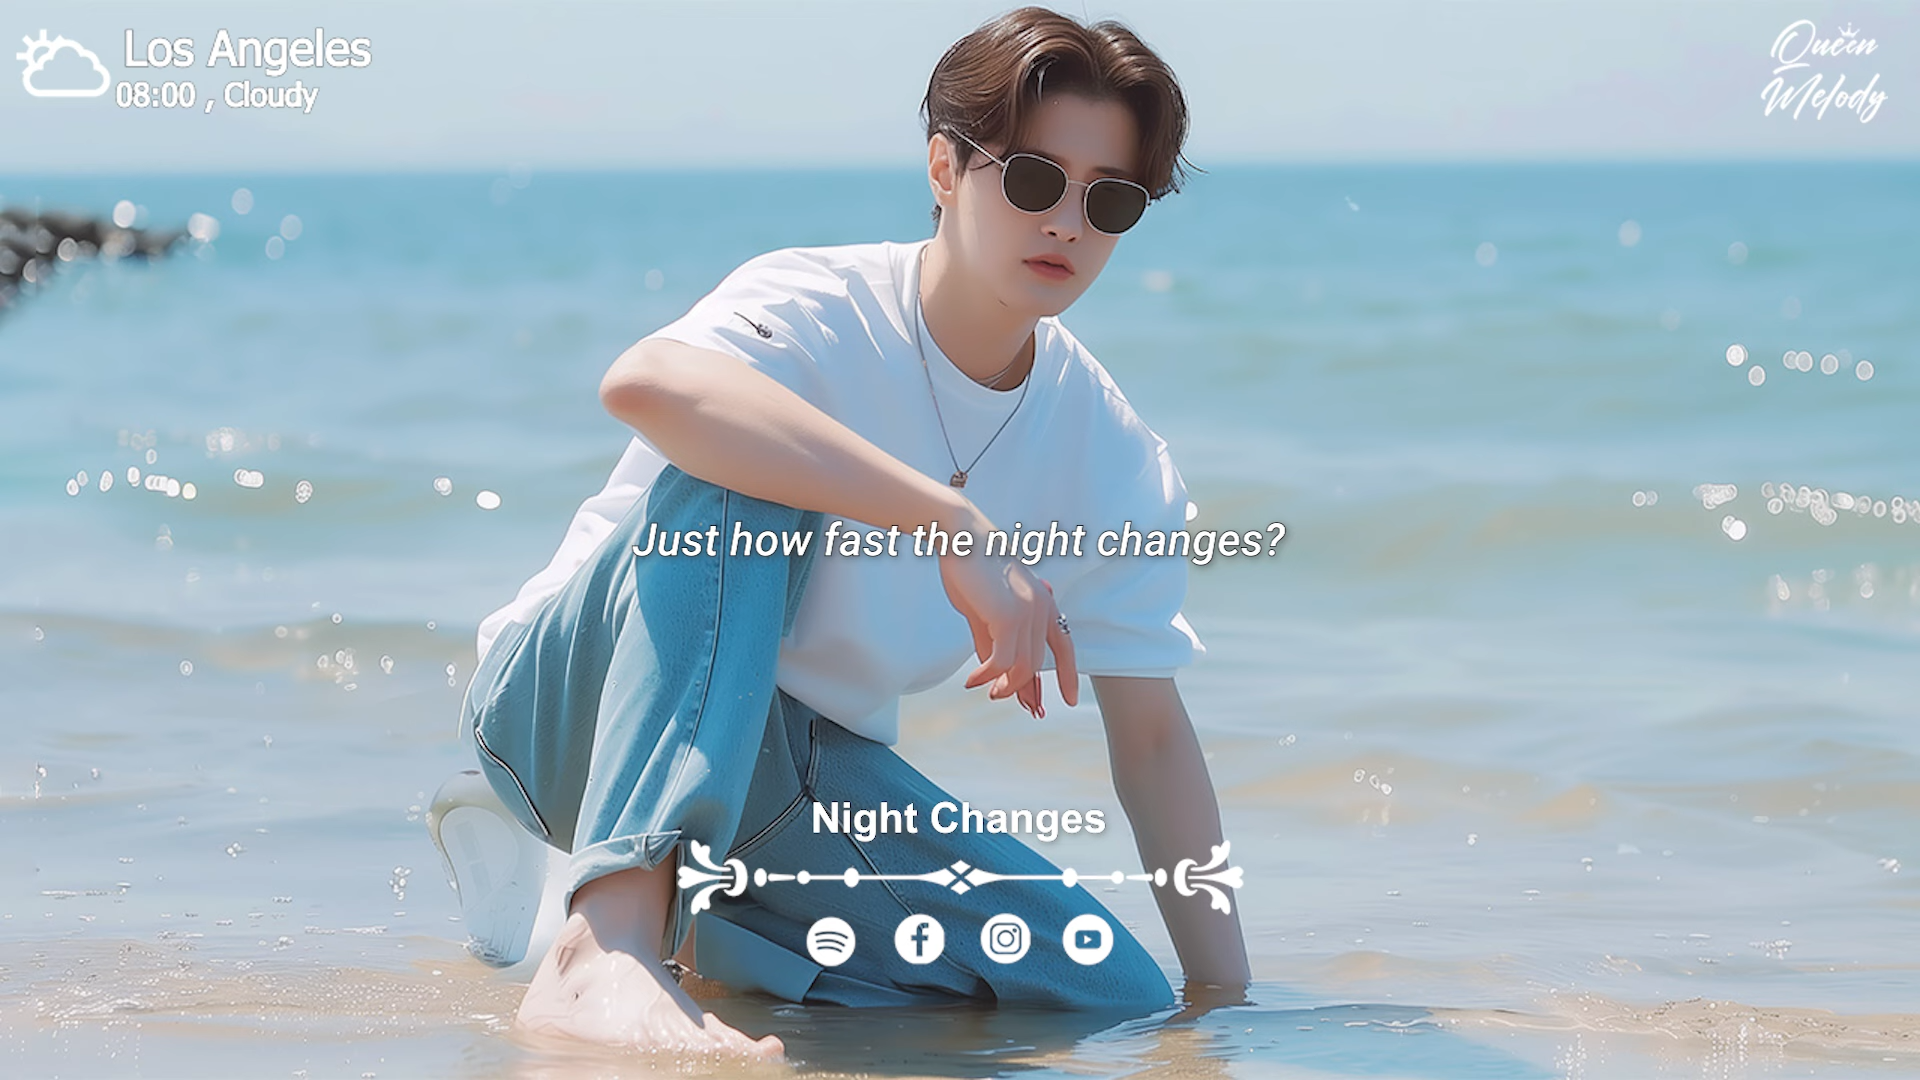 Los Angeles
08:00 , Cloudy
Queen
Melody
Just how fast the night changes?
Night Changes